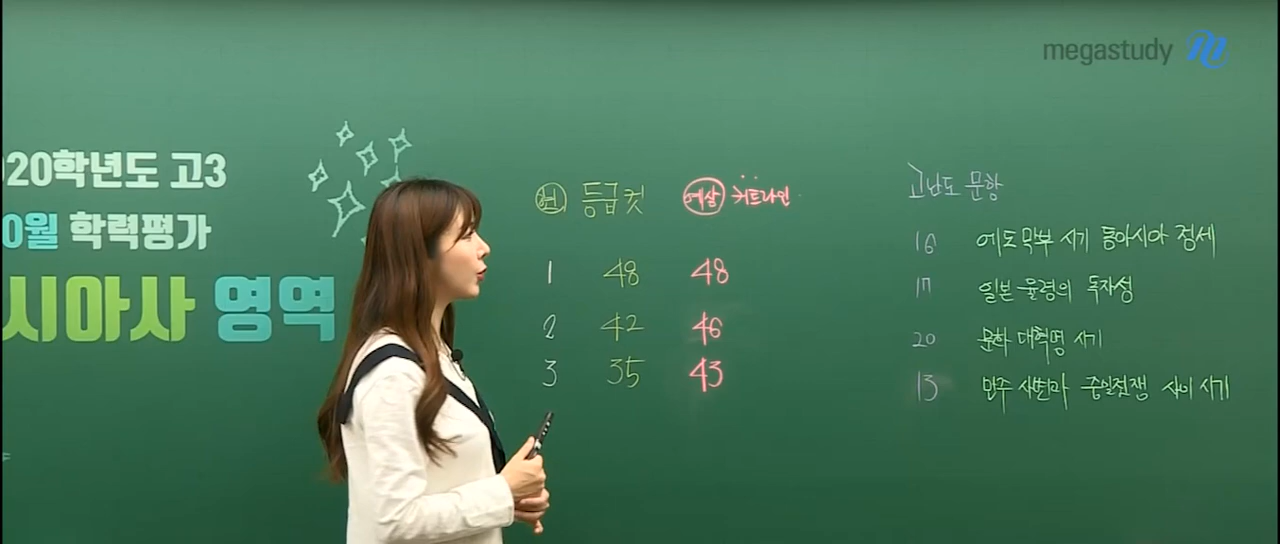 megastudy
020학년도 고3
0월 학력평가
시아사 영역
현 등급컷 예상 커트라인
1 48 48
2 42 46
3 35 43
고난도 문항
16 에도 막부 시기 동아시아 정세
17 일본 율령의 독자성
20 문화 대혁명 시기
13 만주 사변과 중일전쟁 사이 시기